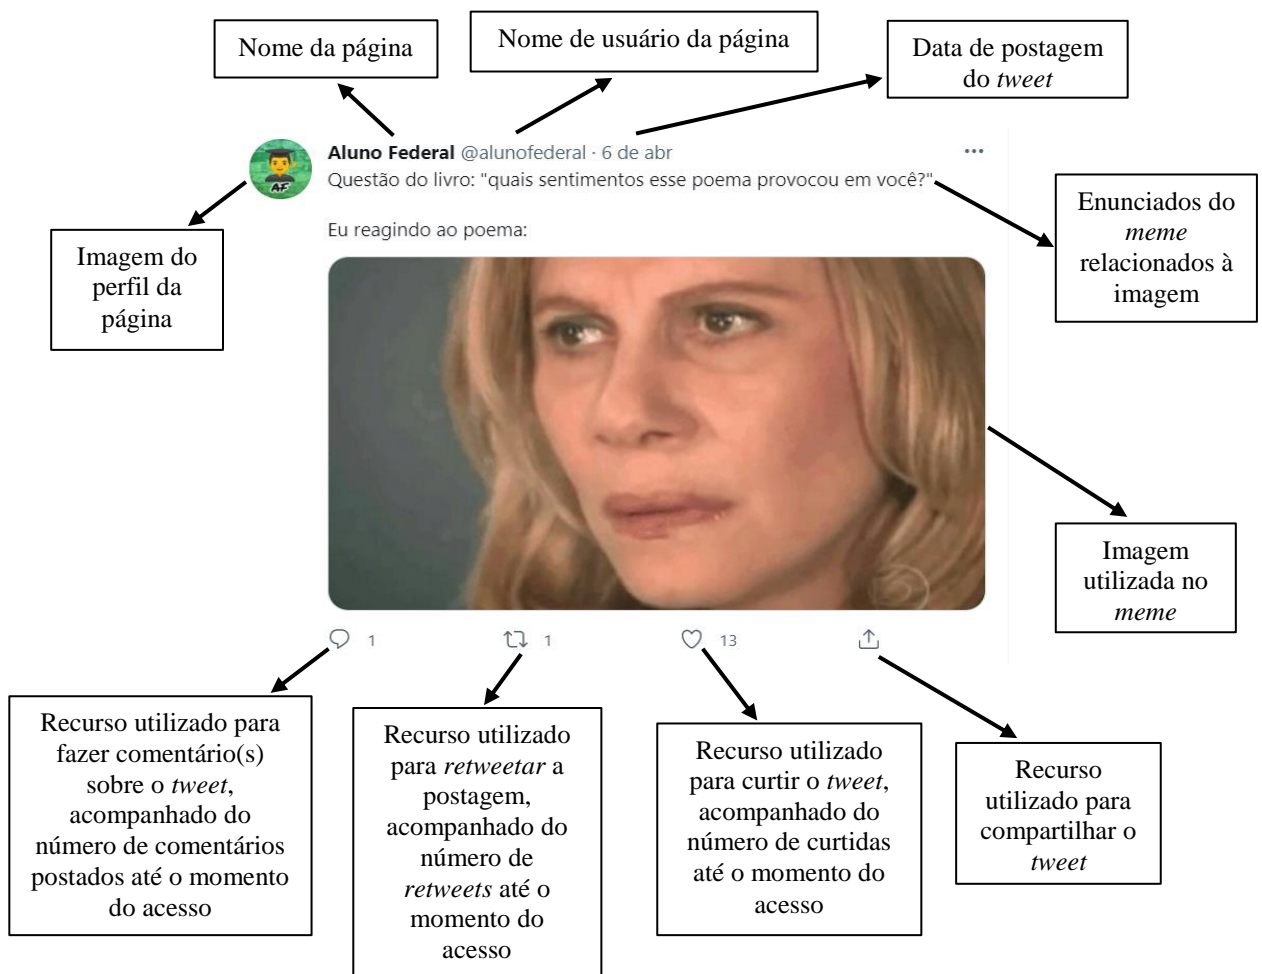 Nome da página
Nome de usuário da página
Data de postagem
do tweet
Aluno Federal @alunofederal · 6 de abr
Questão do livro: "quais sentimentos esse poema provocou em você?"
Eu reagindo ao poema:
AF
Imagem do
perfil da
página
Enunciados do
meme
relacionados à
imagem
Imagem
utilizada no
meme
1
1
13
Recurso utilizado para
fazer comentário(s)
sobre o tweet,
acompanhado do
número de comentários
postados até o momento
do acesso
Recurso utilizado
para retweetar a
postagem,
acompanhado do
número de
retweets até o
momento do
acesso
Recurso utilizado
para curtir o tweet,
acompanhado do
número de curtidas
até o momento do
acesso
Recurso
utilizado para
compartilhar o
tweet